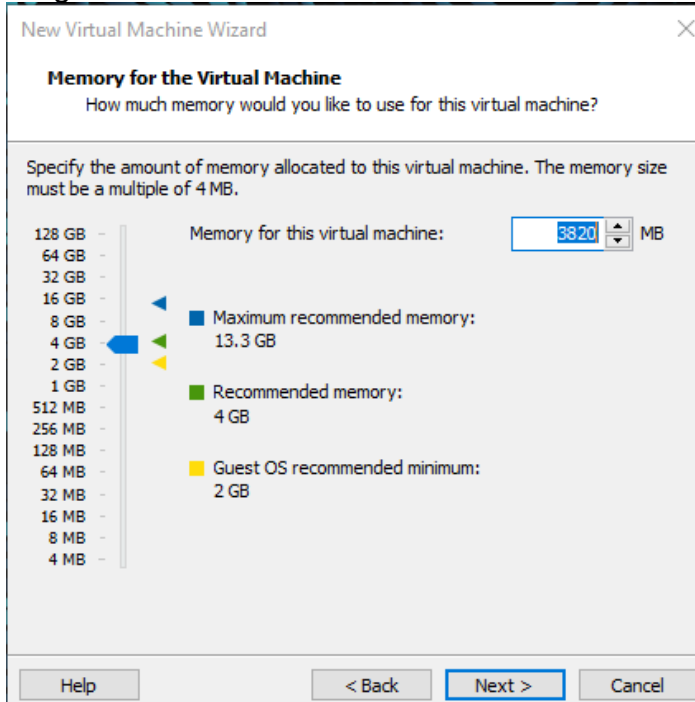 New Virtual Machine Wizard
Memory for the Virtual Machine
How much memory would you like to use for this virtual machine?
Specify the amount of memory allocated to this virtual machine. The memory size
must be a multiple of 4 MB.
Memory for this virtual machine: 3820 MB
128 GB
64 GB
32 GB
16 GB
8 GB
4 GB
2 GB
1 GB
512 MB
256 MB
128 MB
64 MB
32 MB
16 MB
8 MB
4 MB
Maximum recommended memory:
13.3 GB
Recommended memory:
4 GB
Guest OS recommended minimum:
2 GB
Help
< Back
Next >
Cancel